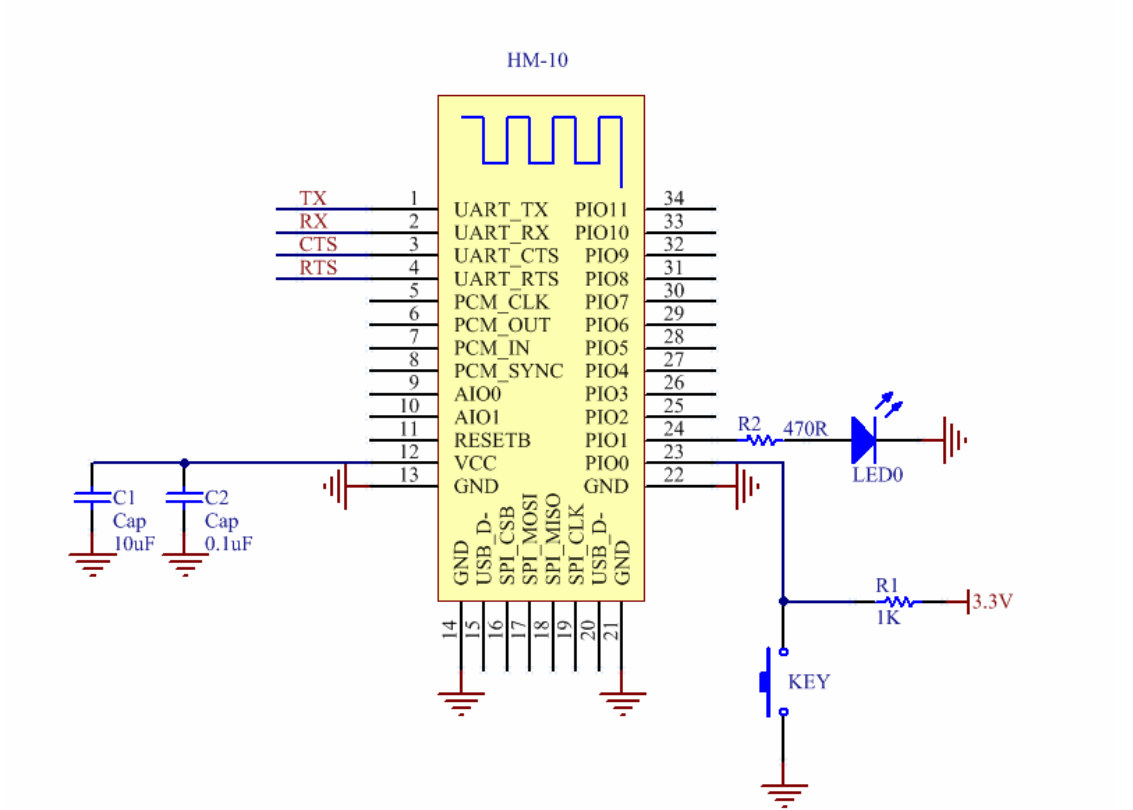 HM-10
TX 1 UART_TX PIO11 34
RX 2 UART_RX PIO10 33
CTS 3 UART_CTS PIO9 32
RTS 4 UART_RTS PIO8 31
5 PCM_CLK PIO7 30
6 PCM_OUT PIO6 29
7 PCM_IN PIO5 28
8 PCM_SYNC PIO4 27
9 AIO0 PIO3 26
10 AIO1 PIO2 25
11 RESETB PIO1 24 R2 470R
LED0
12 VCC PIO0 23
13 GND GND 22
C1
Cap
10uF
C2
Cap
0.1uF
GND
USB_D-
SPI_CSB
SPI_MOSI
SPI_MISO
SPI_CLK
USB_D-
GND
14
15
16
17
18
19
20
21
R1
1K
3.3V
KEY